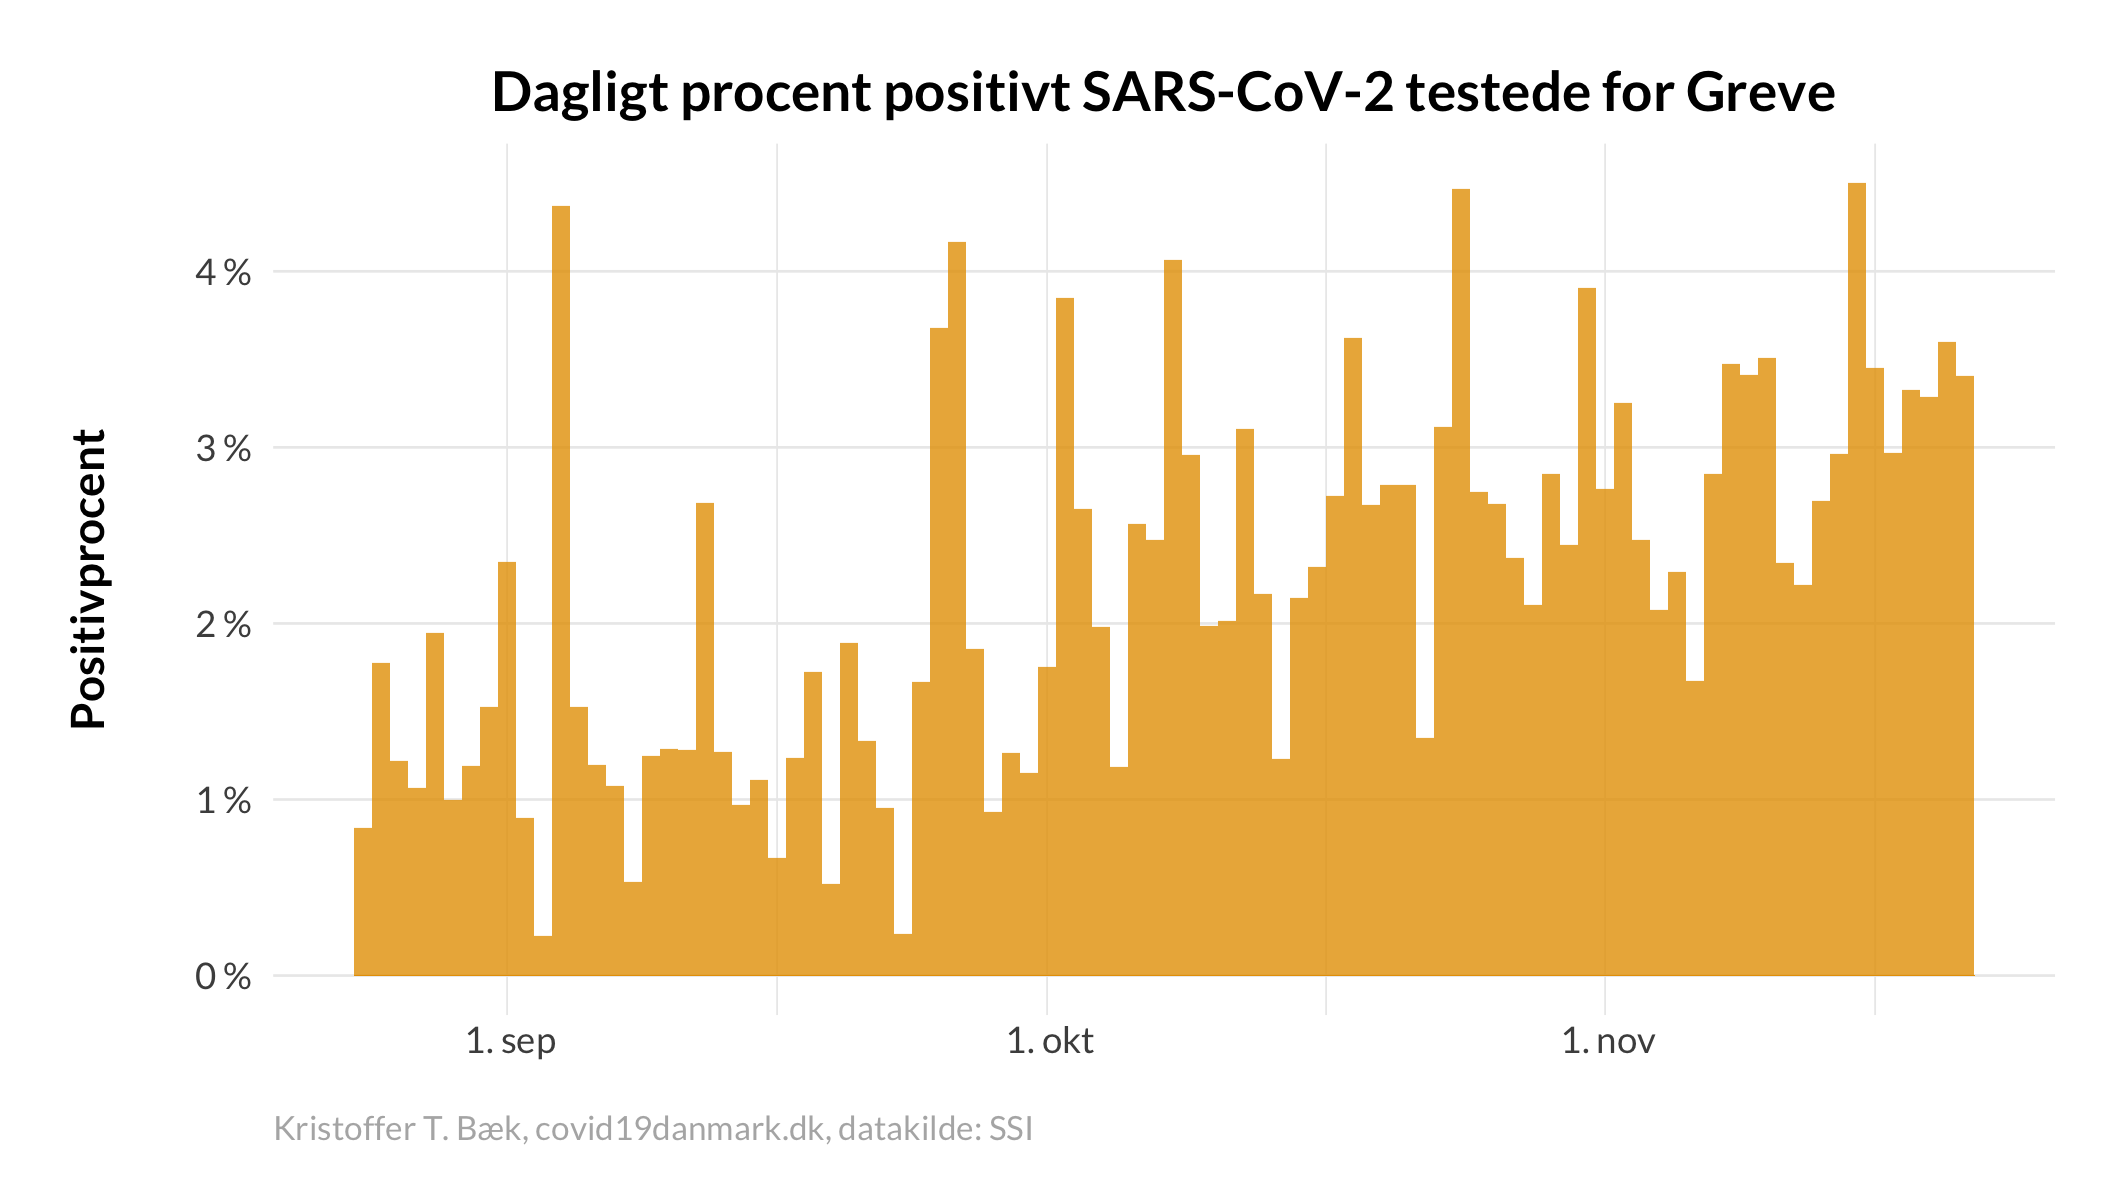 Dagligt procent positivt SARS-CoV-2 testede for Greve
Positivprocent
4 %
3 %
2 %
1 %
0 %
1. sep
1. okt
1. nov
Kristoffer T. Bæk, covid19danmark.dk, datakilde: SSI